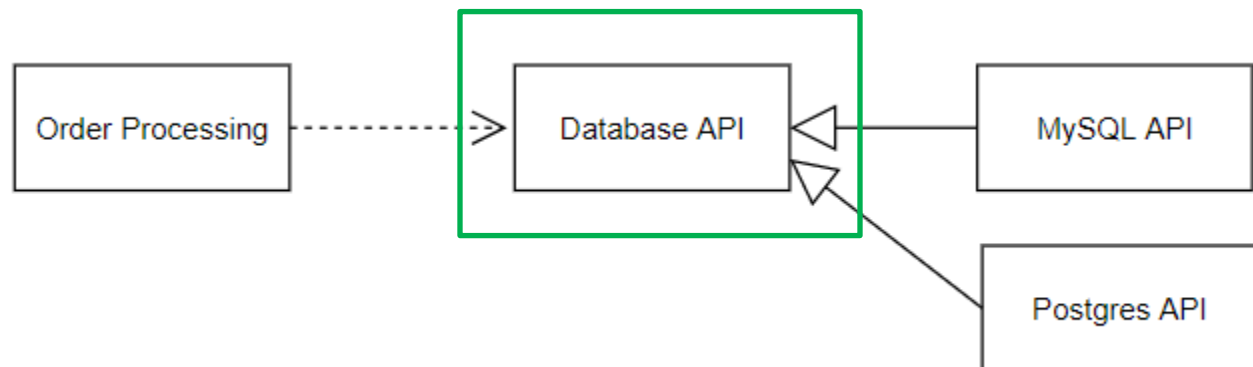 Order Processing
Database API
MySQL API
Postgres API